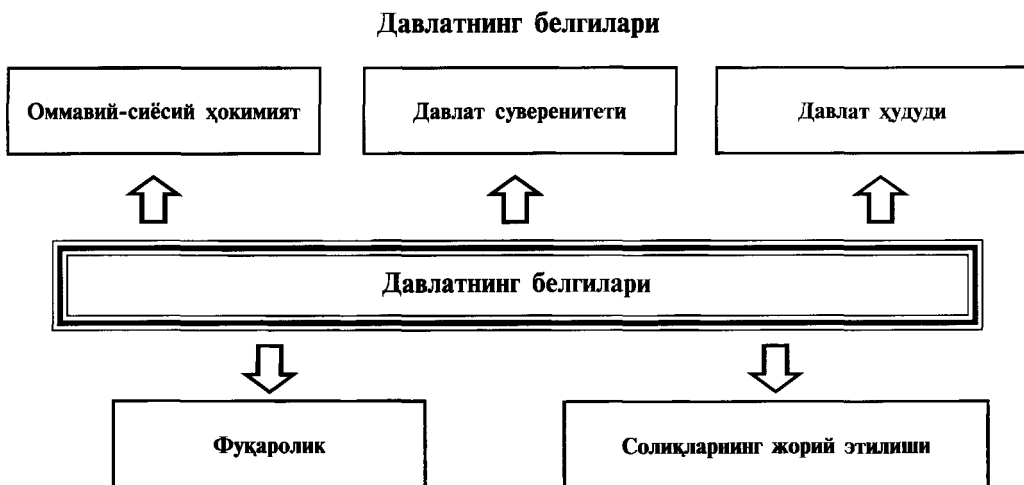 Давлатнинг белгилари
Оммавий-сиёсий ҳокимият
Давлат суверенитети
Давлат ҳудуди
Давлатнинг белгилари
Фуқаролик
Солиқларнинг жорий этилиши